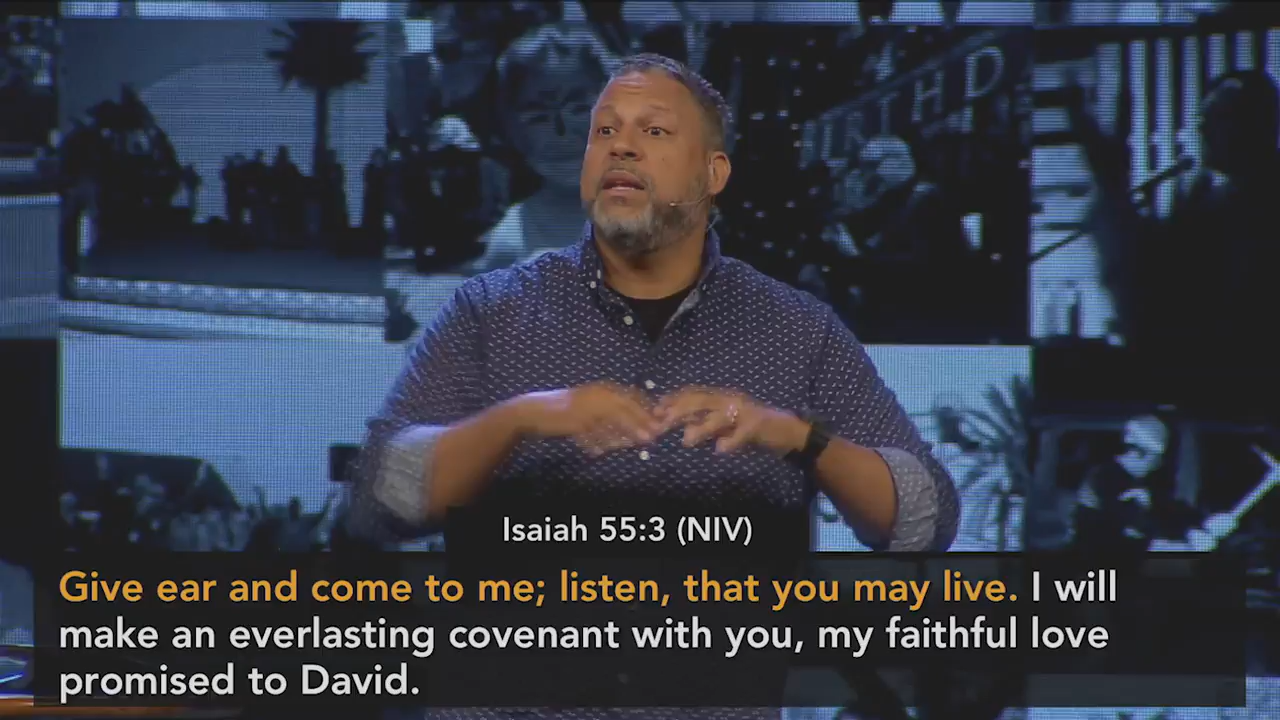 HIRTHD
Isaiah 55:3 (NIV)
Give ear and come to me; listen, that you may live. I will
make an everlasting covenant with you, my faithful love
promised to David.